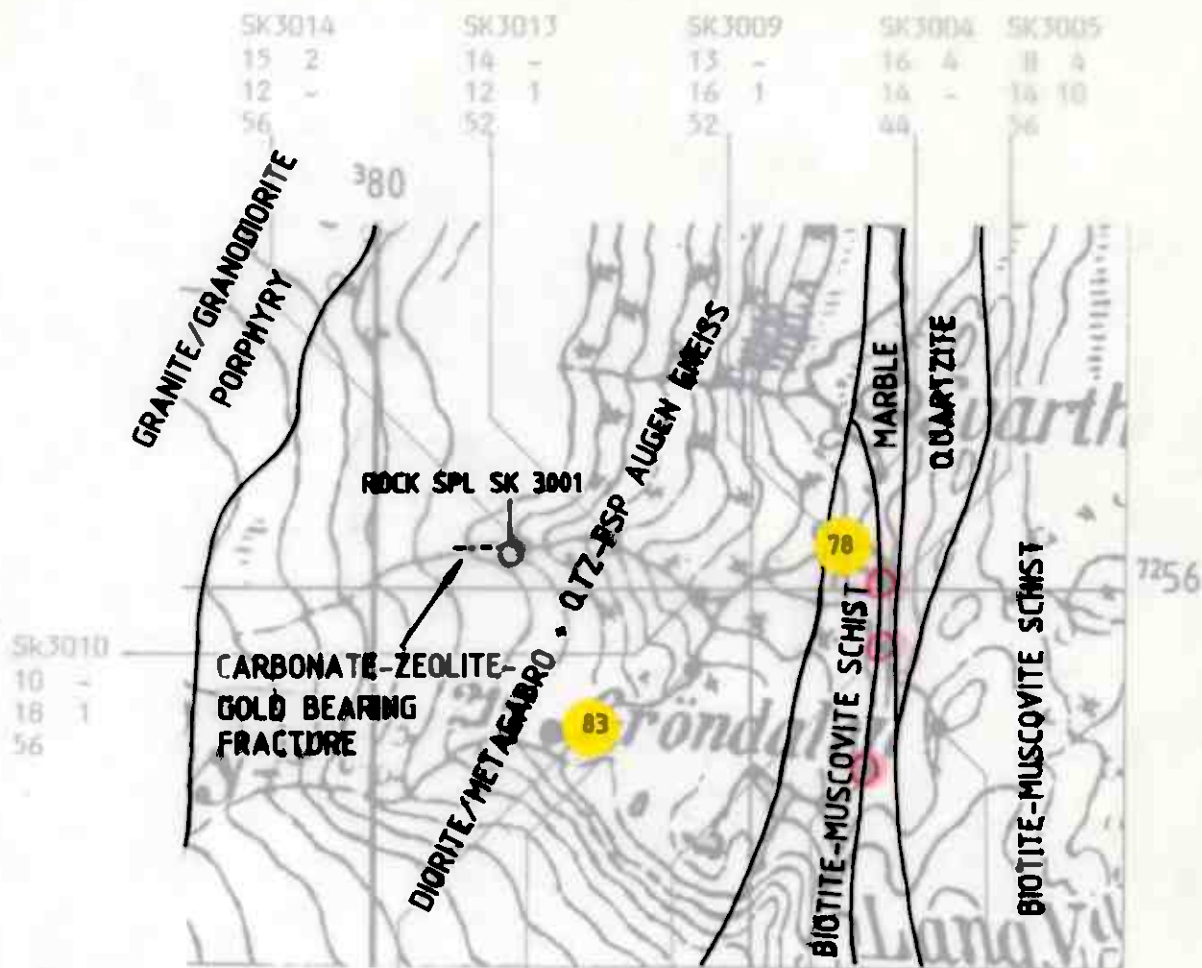 SK3014
15 2
12 -
56
SK3013
14 -
12 1
52
SK3009
13 -
16 1
52
SK3004
16 4
14 -
44
SK3005
8 4
14 10
56
³80
GRANITE/GRANODIORITE
PORPHYRY
DIORITE/METAGABBRO + QTZ-FSP AUGEN GNEISS
MARBLE
QUARTZITE
ROCK SPL SK 3001
78
⁷²56
BIOTITE-MUSCOVITE SCHIST
BIOTITE-MUSCOVITE SCHIST
Sk3010
10 -
18 1
56
CARBONATE-ZEOLITE-
GOLD BEARING
FRACTURE
83